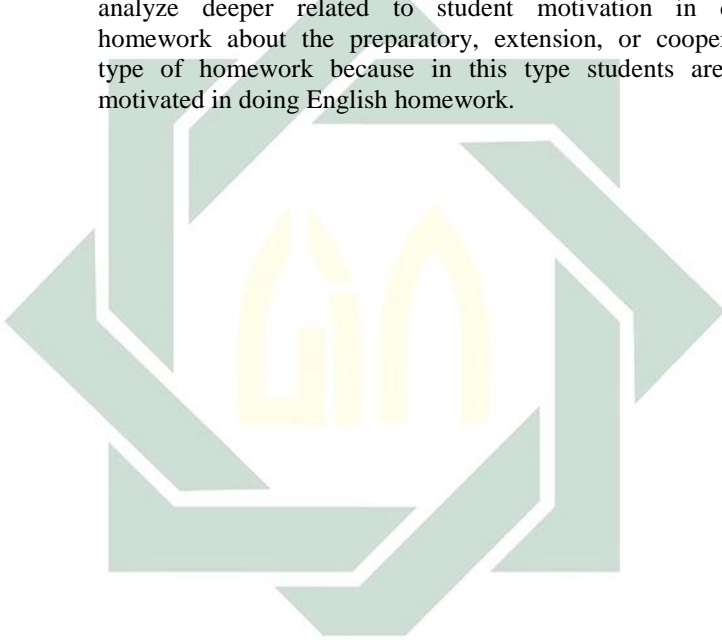 analyze deeper related to student motivation in
homework about the preparatory, extension, or
type of homework because in this type students are
motivated in doing English homework.